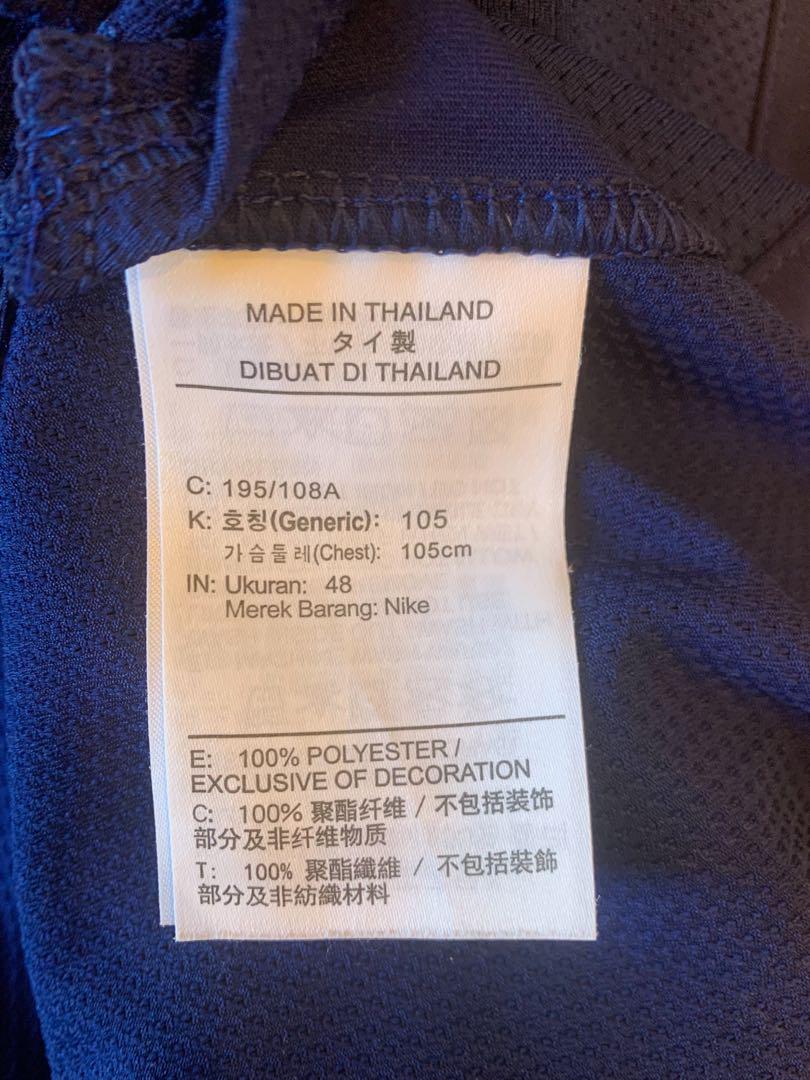 MADE IN THAILAND
タイ製
DIBUAT DI THAILAND
C: 195/108A
K: 호칭(Generic): 105
가슴둘레(Chest): 105cm
IN: Ukuran: 48
Merek Barang: Nike
E: 100% POLYESTER /
EXCLUSIVE OF DECORATION
C: 100% 聚酯纤维 / 不包括装饰
部分及非纤维物质
T: 100% 聚酯纖維 / 不包括裝飾
部分及非紡織材料